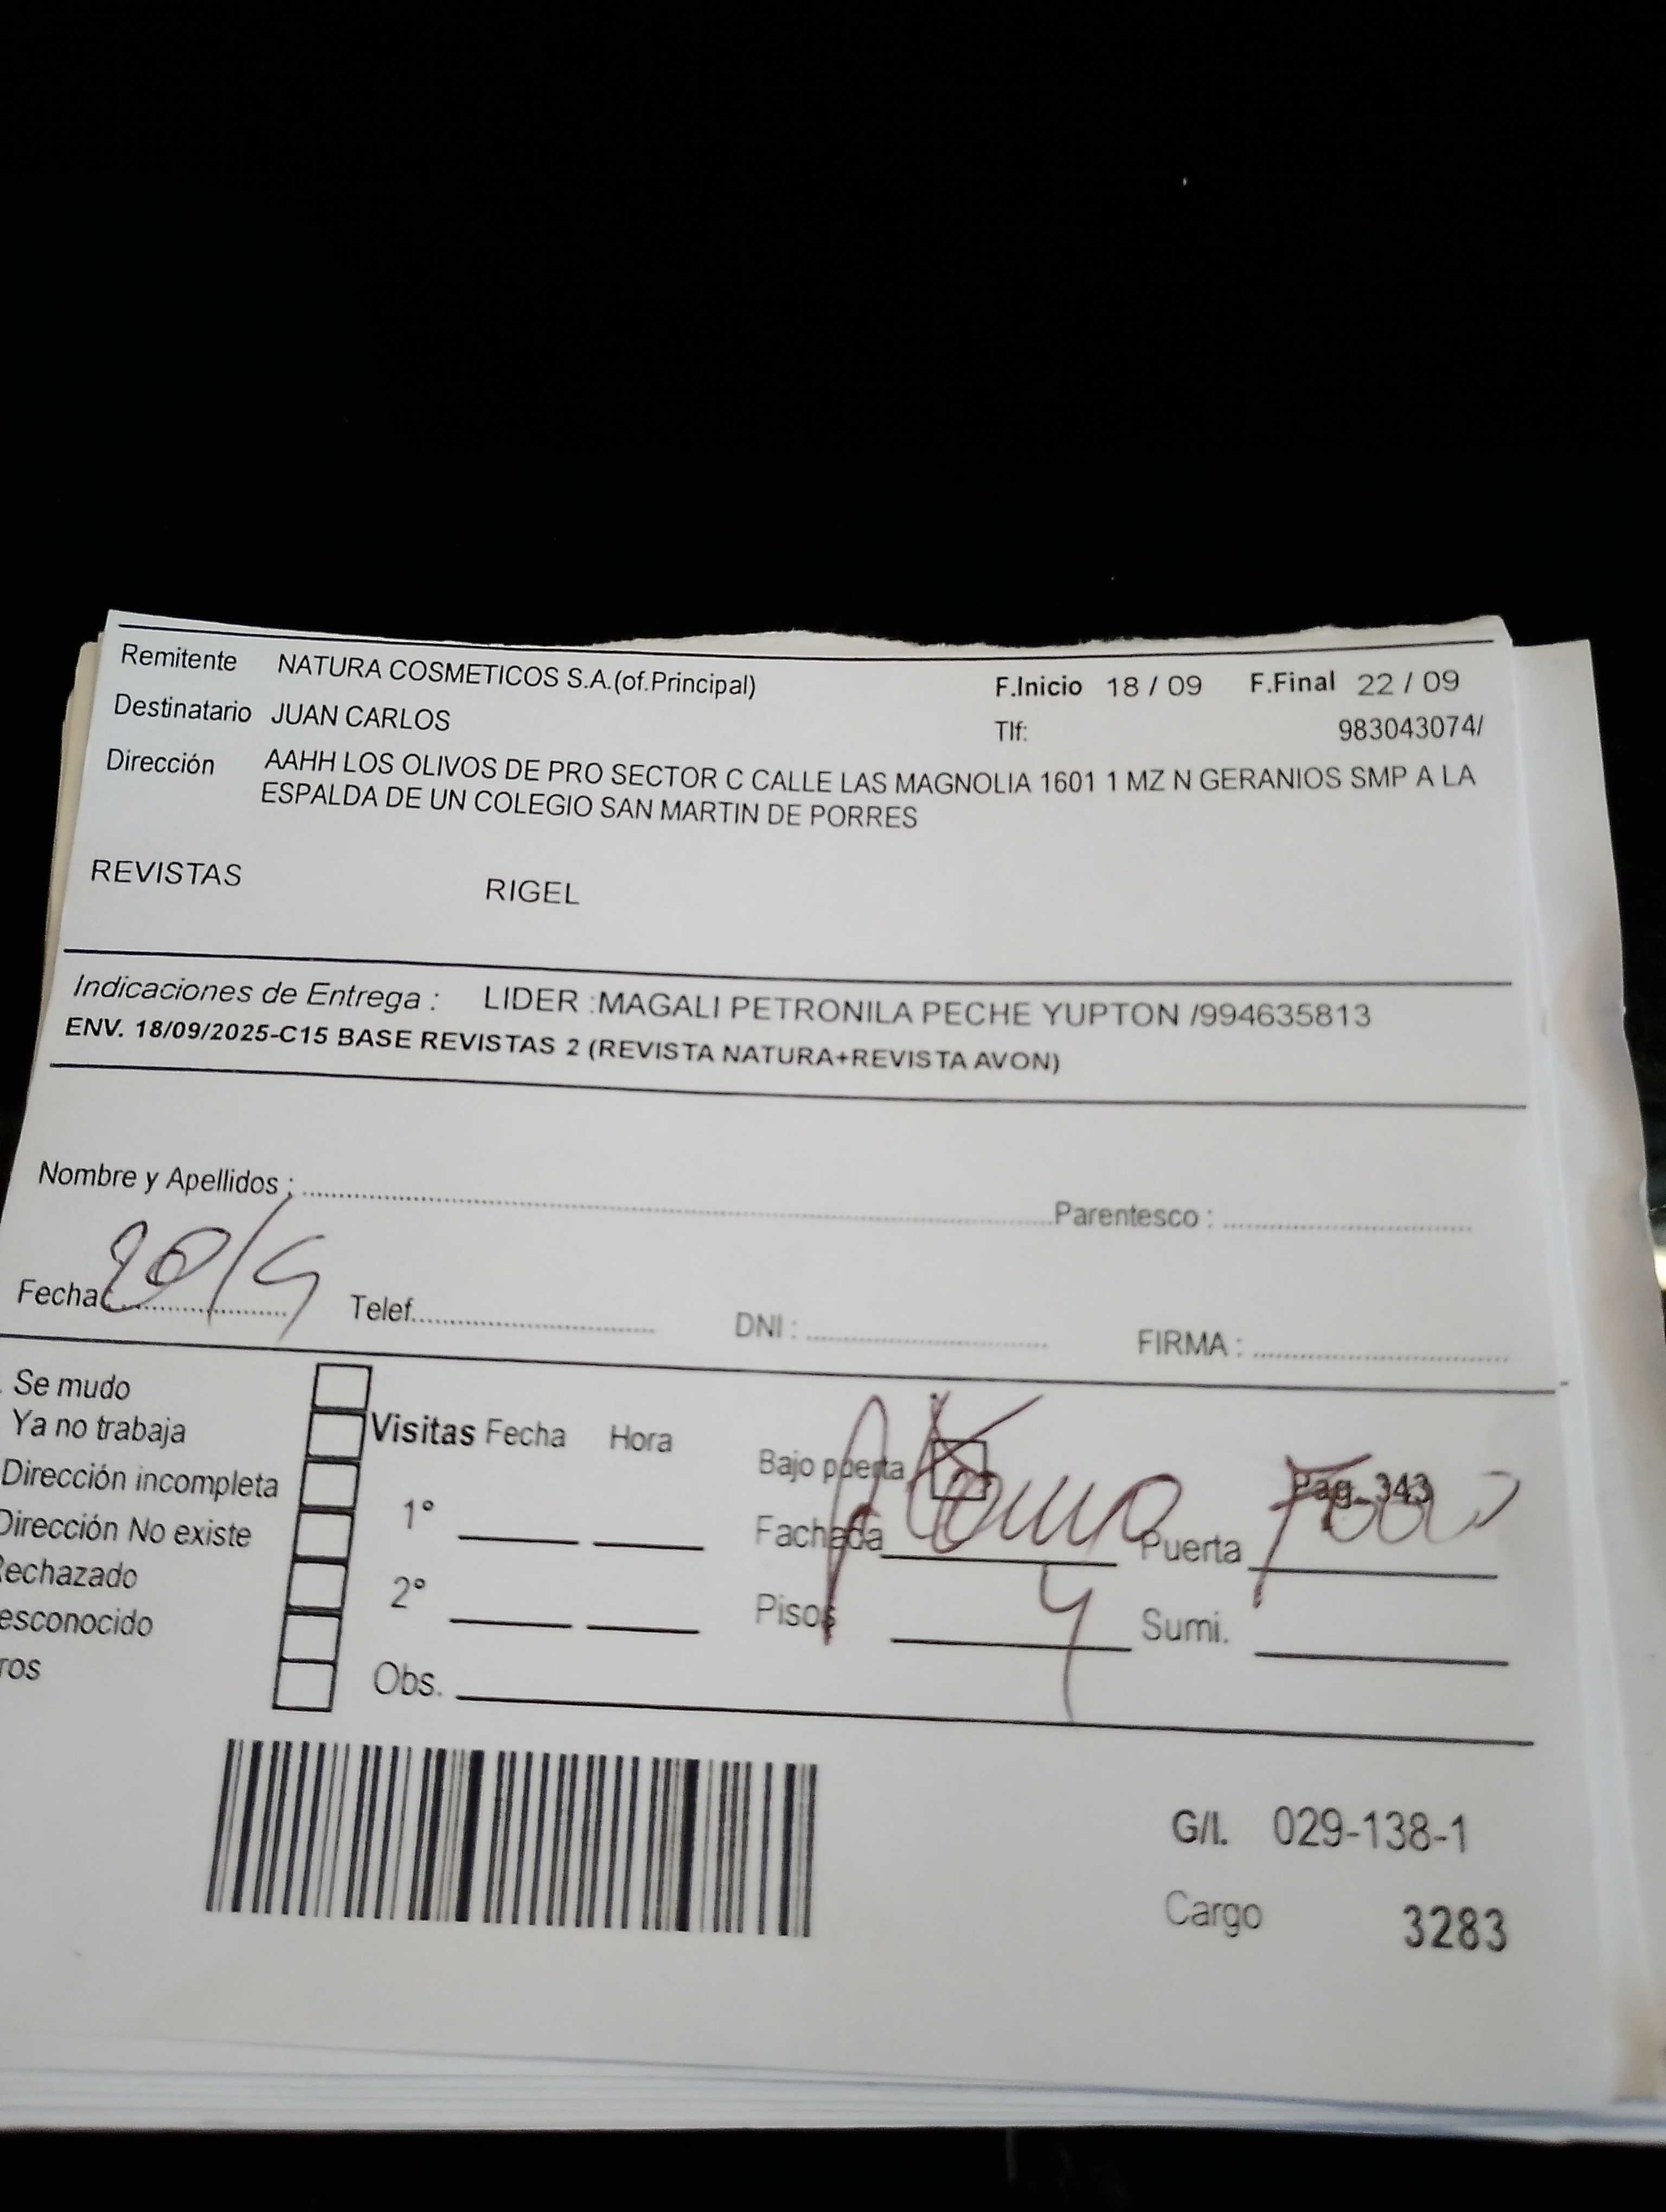 Remitente NATURA COSMETICOS S.A.(of.Principal) F.Inicio 18 / 09 F.Final 22 / 09
Destinatario JUAN CARLOS Tlf: 983043074/
Dirección AAHH LOS OLIVOS DE PRO SECTOR C CALLE LAS MAGNOLIA 1601 1 MZ N GERANIOS SMP A LA
ESPALDA DE UN COLEGIO SAN MARTIN DE PORRES
REVISTAS RIGEL
Indicaciones de Entrega : LIDER :MAGALI PETRONILA PECHE YUPTON /994635813
ENV. 18/09/2025-C15 BASE REVISTAS 2 (REVISTA NATURA+REVISTA AVON)
Nombre y Apellidos : Parentesco :
Fecha 20/9 Telef. DNI : FIRMA :
Se mudo
Ya no trabaja
Dirección incompleta
Dirección No existe
Rechazado
esconocido
ros
Visitas Fecha Hora
1°
2°
Obs.
Bajo puerta Pag. 343
Fachada Puerta
Pisos 4 Sumi.
G/I. 029-138-1
Cargo 3283